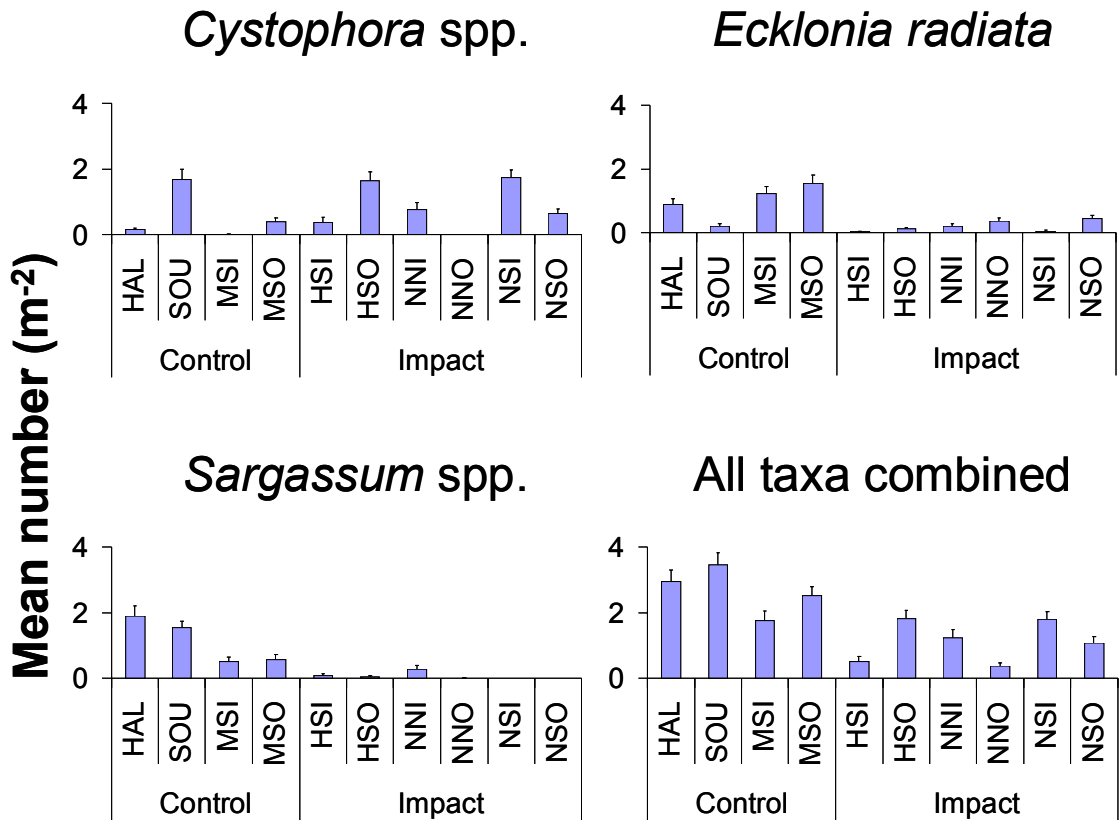 Cystophora spp.
Ecklonia radiata
Mean number (m-2)
4
2
0
HAL
SOU
MSI
MSO
HSI
HSO
NNI
NNO
NSI
NSO
Control
Impact
4
2
0
HAL
SOU
MSI
MSO
HSI
HSO
NNI
NNO
NSI
NSO
Control
Impact
Sargassum spp.
All taxa combined
4
2
0
HAL
SOU
MSI
MSO
HSI
HSO
NNI
NNO
NSI
NSO
Control
Impact
4
2
0
HAL
SOU
MSI
MSO
HSI
HSO
NNI
NNO
NSI
NSO
Control
Impact